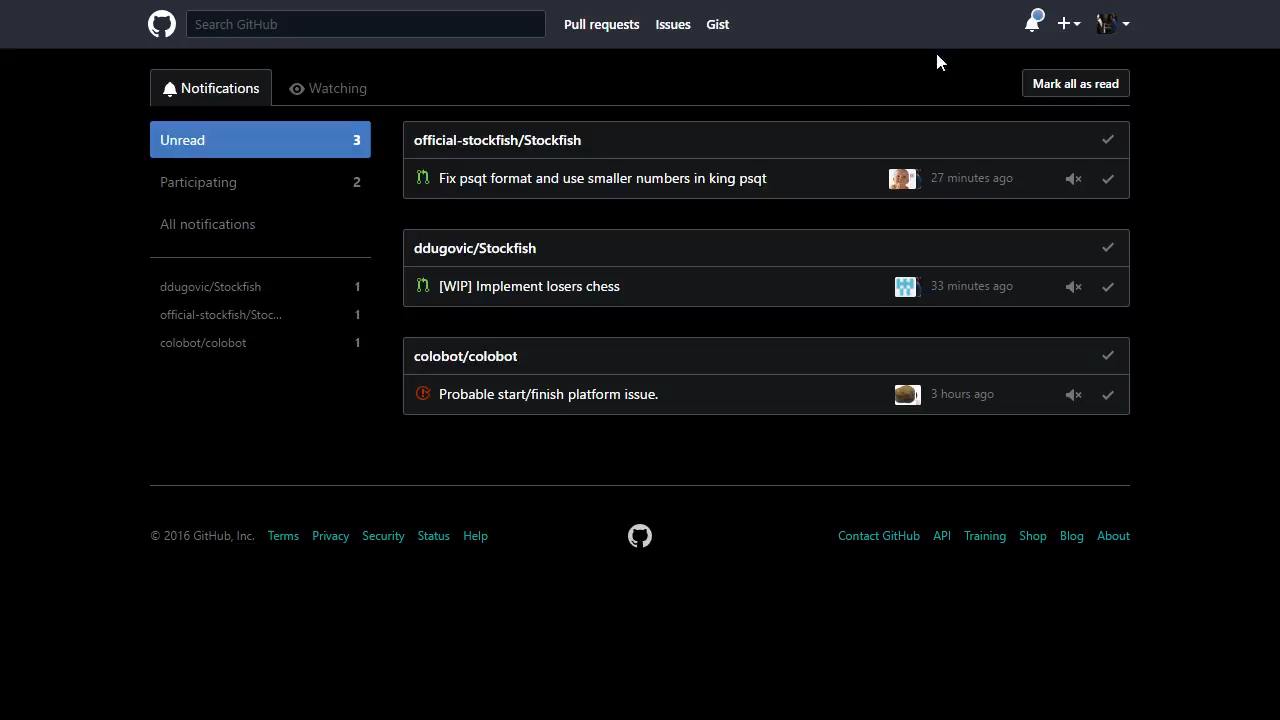 Search GitHub
Pull requests Issues Gist
Notifications
Watching
Mark all as read
Unread 3
Participating 2
All notifications
ddugovic/Stockfish 1
official-stockfish/Stoc... 1
colobot/colobot 1
official-stockfish/Stockfish
Fix psqt format and use smaller numbers in king psqt 27 minutes ago
ddugovic/Stockfish
[WIP] Implement losers chess 33 minutes ago
colobot/colobot
Probable start/finish platform issue. 3 hours ago
© 2016 GitHub, Inc. Terms Privacy Security Status Help
Contact GitHub API Training Shop Blog About